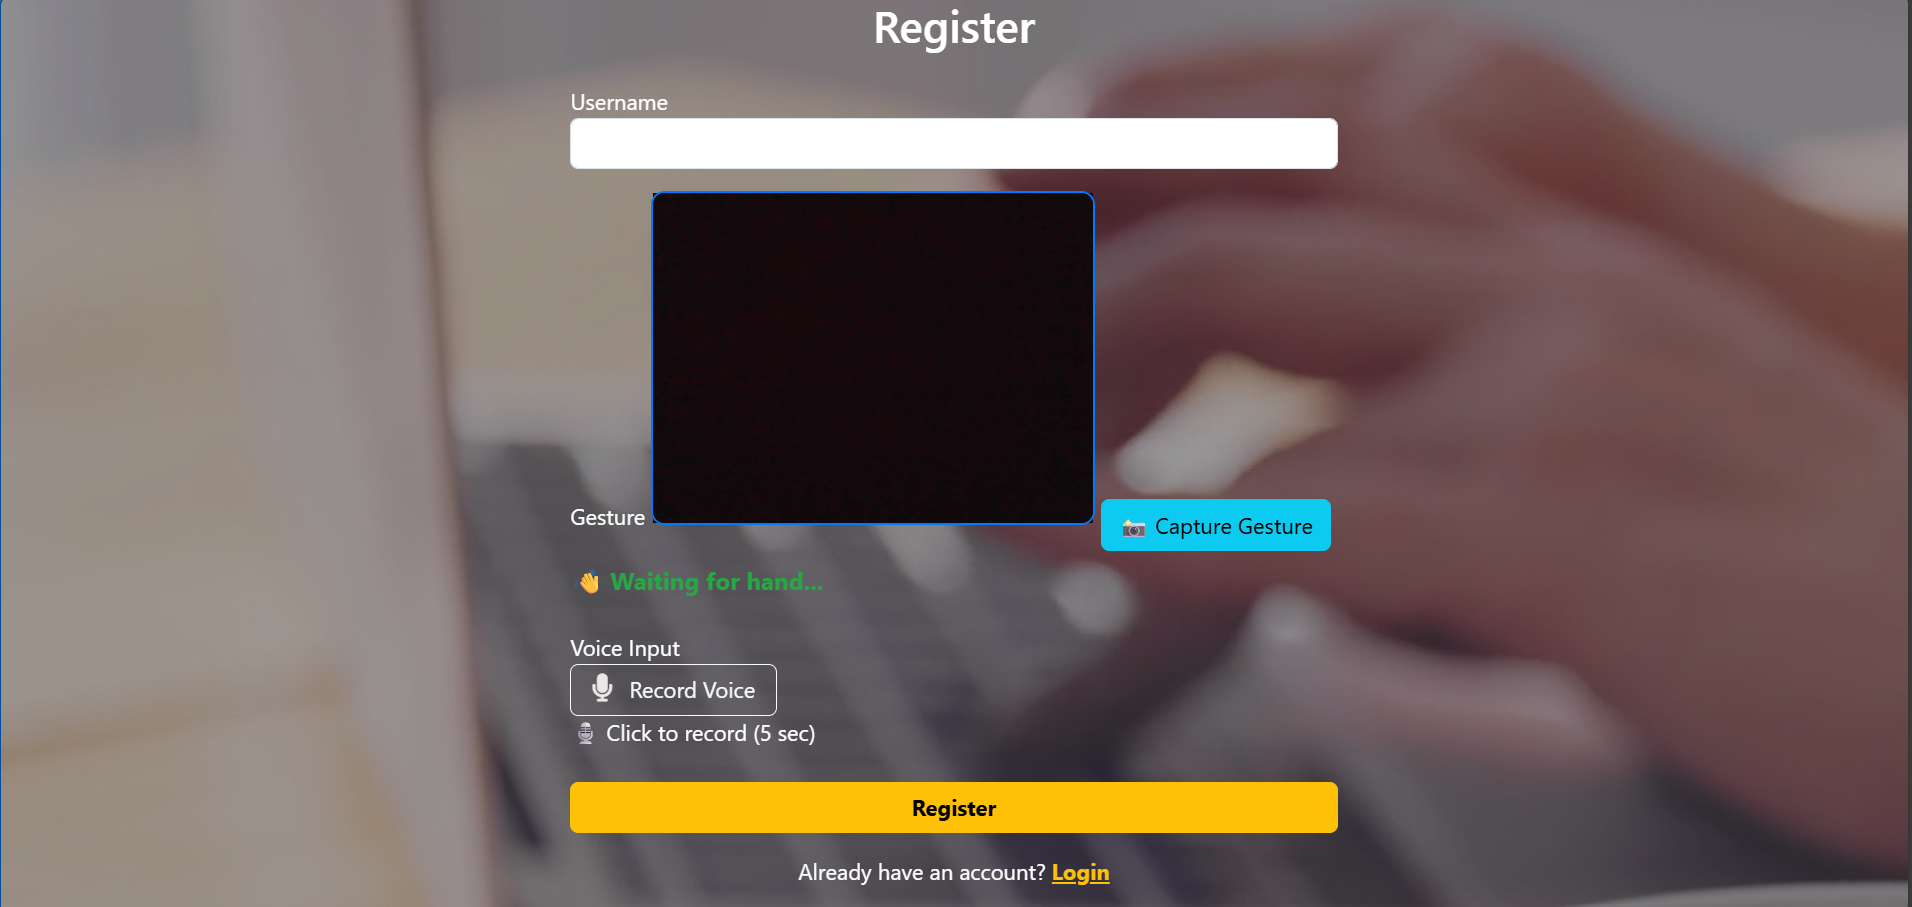 Register
Username
Gesture
📸 Capture Gesture
👋 Waiting for hand...
Voice Input
Record Voice
Click to record (5 sec)
Register
Already have an account? Login